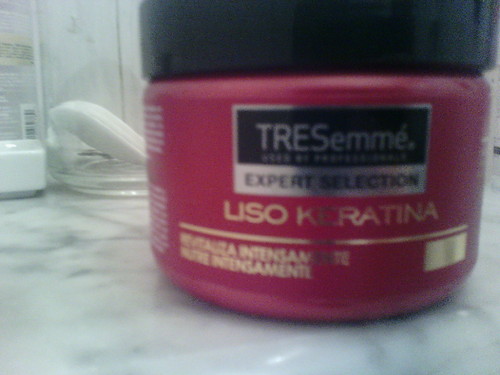 TRESemmé.
USED BY PROFESSIONALS
EXPERT SELECTION
LISO KERATINA
REVITALIZA INTENSAMENTE
NUTRE INTENSAMENTE